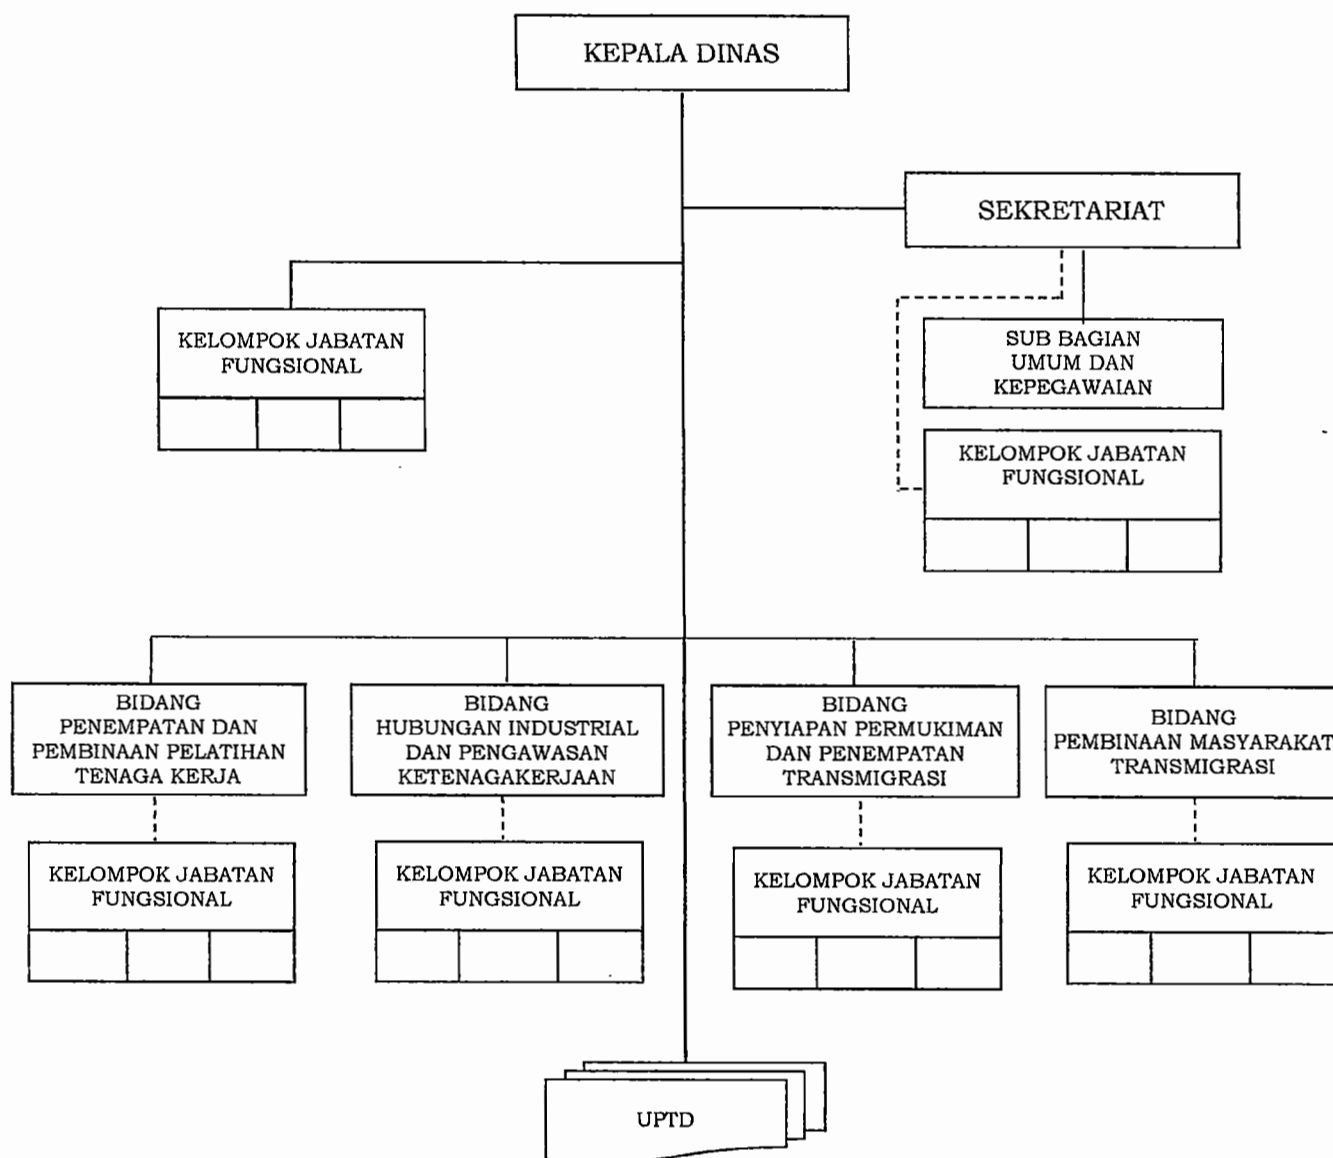 KEPALA DINAS
SEKRETARIAT
KELOMPOK JABATAN
FUNGSIONAL
SUB BAGIAN
UMUM DAN
KEPEGAWAIAN
KELOMPOK JABATAN
FUNGSIONAL
BIDANG
PENEMPATAN DAN
PEMBINAAN PELATIHAN
TENAGA KERJA
BIDANG
HUBUNGAN INDUSTRIAL
DAN PENGAWASAN
KETENAGAKERJAAN
BIDANG
PENYIAPAN PERMUKIMAN
DAN PENEMPATAN
TRANSMIGRASI
BIDANG
PEMBINAAN MASYARAKAT
TRANSMIGRASI
KELOMPOK JABATAN
FUNGSIONAL
KELOMPOK JABATAN
FUNGSIONAL
KELOMPOK JABATAN
FUNGSIONAL
KELOMPOK JABATAN
FUNGSIONAL
UPTD